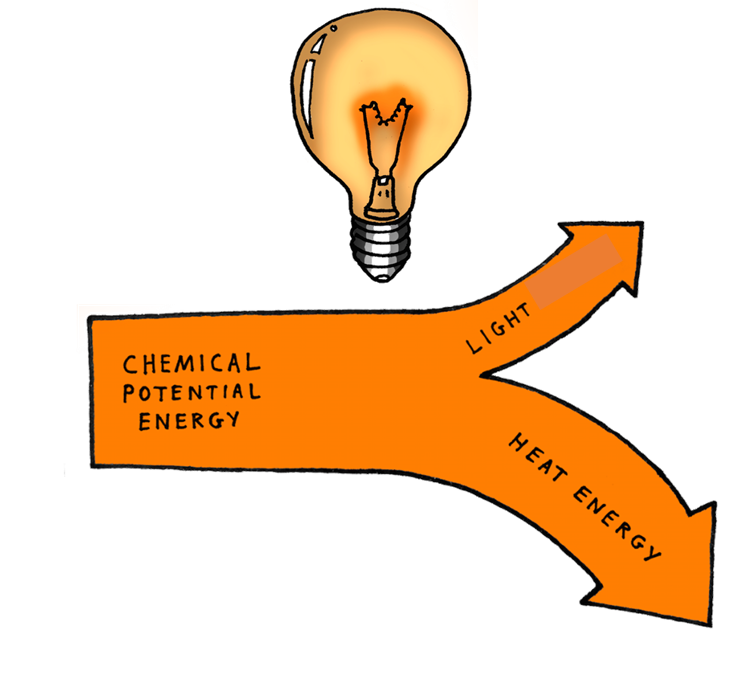 LIGHT
CHEMICAL
POTENTIAL
ENERGY
HEAT ENERGY